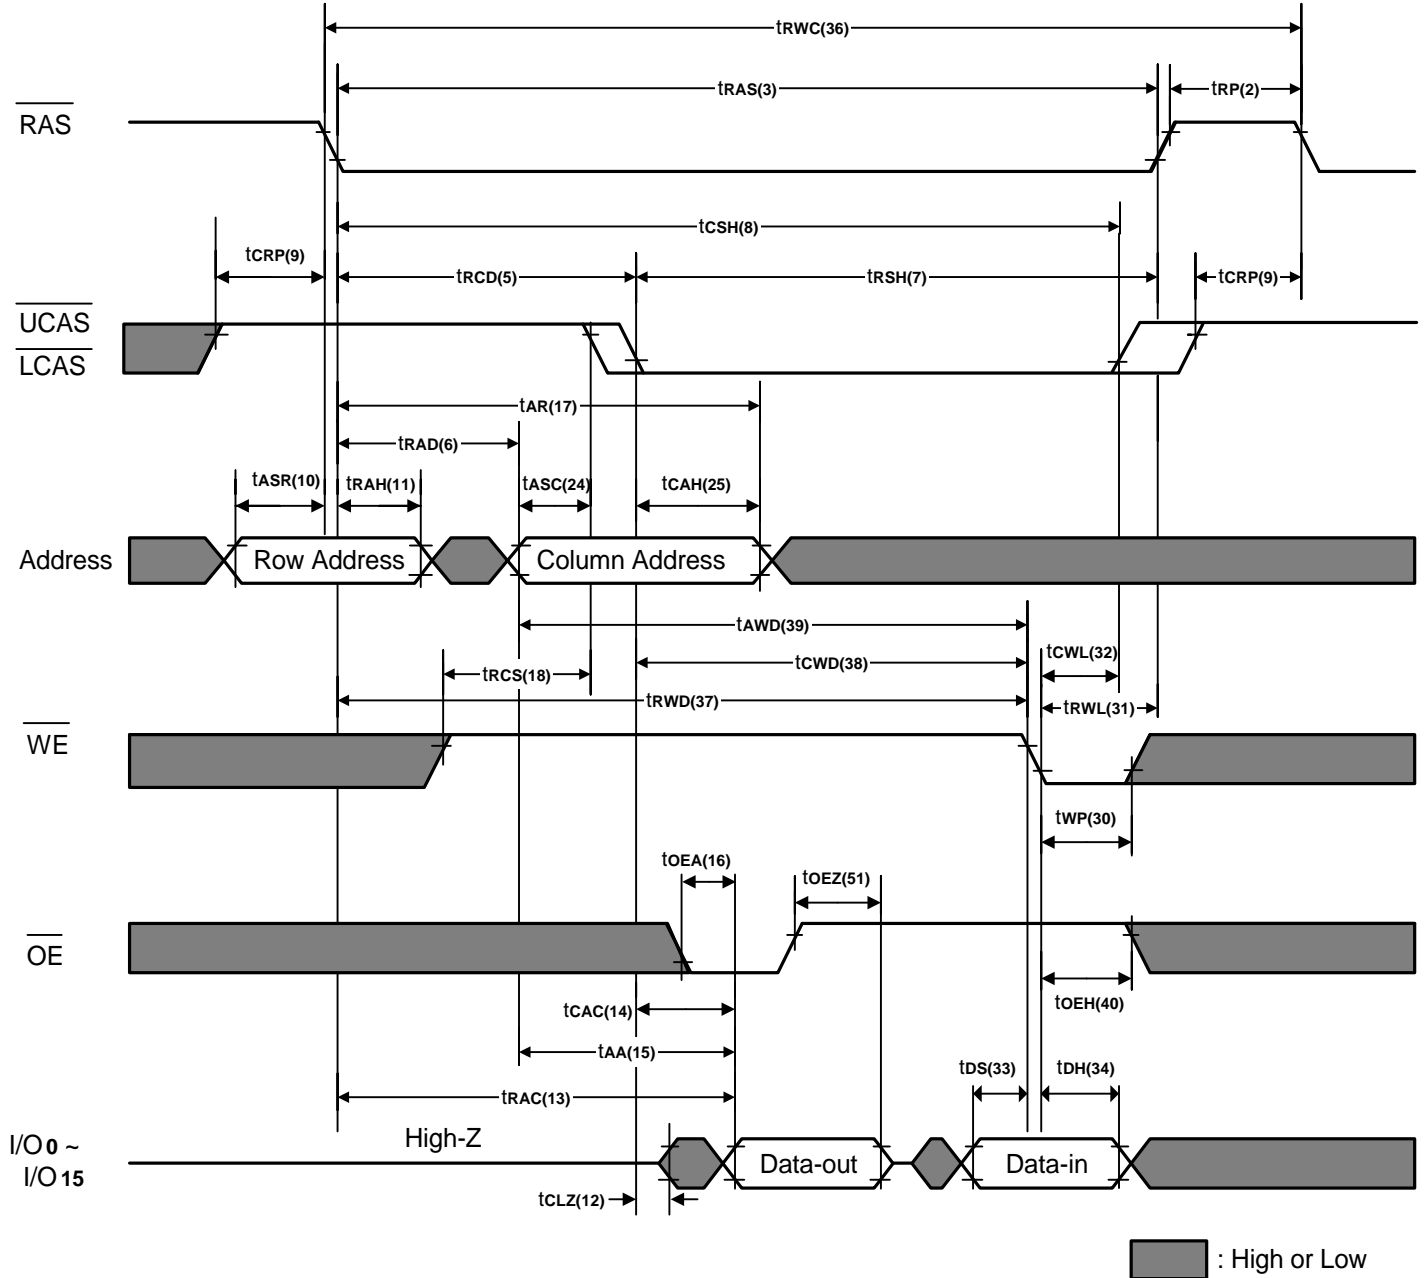 tRWC(36)
tRAS(3)
tRP(2)
RAS
tCSH(8)
tCRP(9)
tRCD(5)
tRSH(7)
tCRP(9)
UCAS
LCAS
tAR(17)
tRAD(6)
tASR(10)
tRAH(11)
tASC(24)
tCAH(25)
Address
Row Address
Column Address
tAWD(39)
tCWL(32)
tRCS(18)
tCWD(38)
tRWD(37)
tRWL(31)
WE
tWP(30)
tOEA(16)
tOEZ(51)
OE
tCAC(14)
tOEH(40)
tAA(15)
tDS(33)
tDH(34)
tRAC(13)
High-Z
I/O0 ~
I/O15
Data-out
Data-in
tCLZ(12)
: High or Low